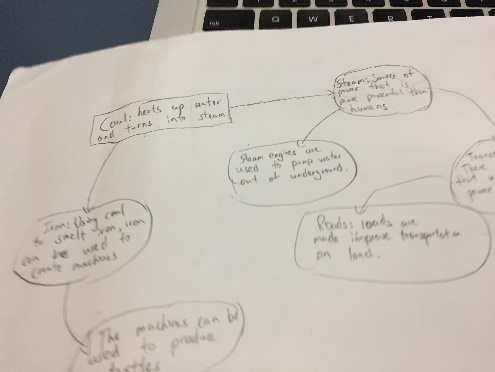 Coal: heats up water
and turns into steam
Steam: Source of
power that is
more powerful than
humans
Steam engines are
used to pump water
out of underground.
Trans
There
that w
power
Roads: roads are
made improve transportation
on land.
Iron: Using coal
to smelt iron, iron
can be used to
create machines
The machines can be
used to produce
textiles
Q W E R T